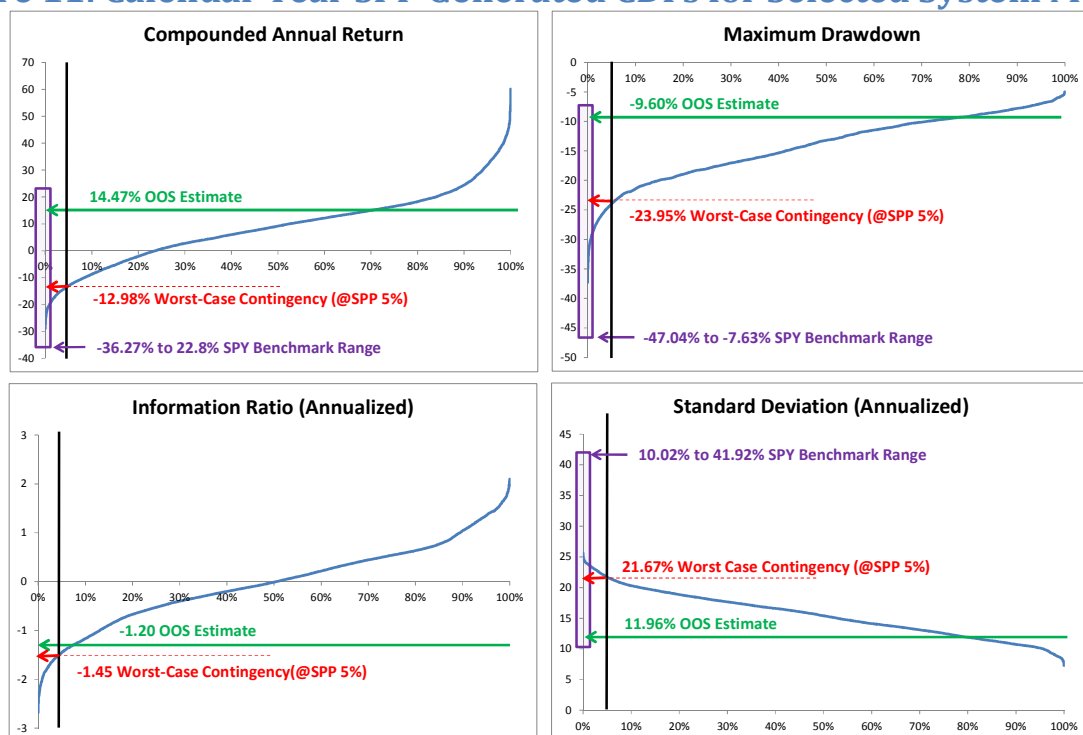 Compounded Annual Return
70
60
50
40
30
20
10
0
-10
-20
-30
-40
0% 10% 20% 30% 40% 50% 60% 70% 80% 90% 100%
14.47% OOS Estimate
-12.98% Worst-Case Contingency (@SPP 5%)
-36.27% to 22.8% SPY Benchmark Range
Maximum Drawdown
0
-5
-10
-15
-20
-25
-30
-35
-40
-45
-50
0% 10% 20% 30% 40% 50% 60% 70% 80% 90% 100%
-9.60% OOS Estimate
-23.95% Worst-Case Contingency (@SPP 5%)
-47.04% to -7.63% SPY Benchmark Range
Information Ratio (Annualized)
3
2
1
0
-1
-2
-3
0% 10% 20% 30% 40% 50% 60% 70% 80% 90% 100%
-1.20 OOS Estimate
-1.45 Worst-Case Contingency(@SPP 5%)
Standard Deviation (Annualized)
45
40
35
30
25
20
15
10
5
0
10.02% to 41.92% SPY Benchmark Range
21.67% Worst Case Contingency (@SPP 5%)
11.96% OOS Estimate
0% 10% 20% 30% 40% 50% 60% 70% 80% 90% 100%